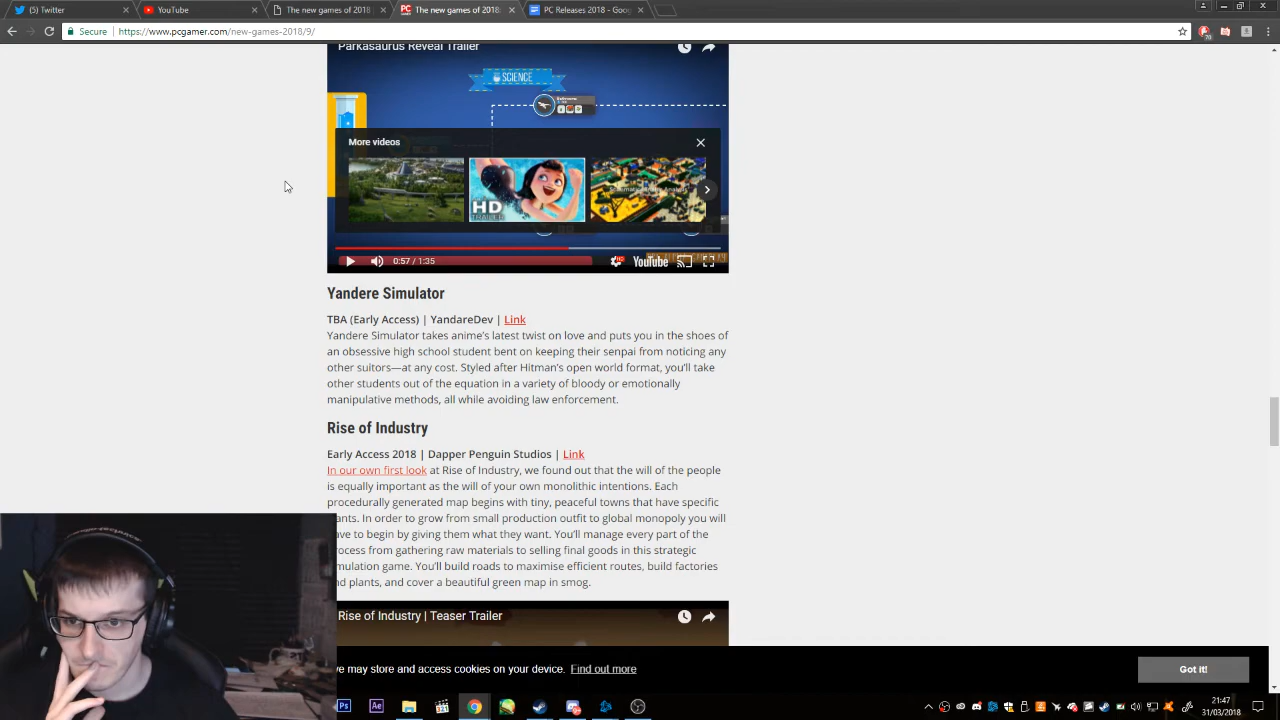 (5) Twitter
YouTube
The new games of 2018
The new games of 2018:
PC Releases 2018 - Goog
Secure
https://www.pcgamer.com/new-games-2018/9/
70
Parkasaurus Reveal Trailer
SCIENCE
More videos
HD
TRAILER
0:57 / 1:35
HD
YouTube
Yandere Simulator
TBA (Early Access) | YandareDev | Link
Yandere Simulator takes anime's latest twist on love and puts you in the shoes of
an obsessive high school student bent on keeping their senpai from noticing any
other suitors—at any cost. Styled after Hitman's open world format, you'll take
other students out of the equation in a variety of bloody or emotionally
manipulative methods, all while avoiding law enforcement.
Rise of Industry
Early Access 2018 | Dapper Penguin Studios | Link
In our own first look at Rise of Industry, we found out that the will of the people
is equally important as the will of your own monolithic intentions. Each
procedurally generated map begins with tiny, peaceful towns that have specific
ants. In order to grow from small production outfit to global monopoly you will
ave to begin by giving them what they want. You'll manage every part of the
rocess from gathering raw materials to selling final goods in this strategic
imulation game. You'll build roads to maximise efficient routes, build factories
nd plants, and cover a beautiful green map in smog.
Rise of Industry | Teaser Trailer
e may store and access cookies on your device. Find out more
Got it!
Ps
Ae
21:47
31/03/2018